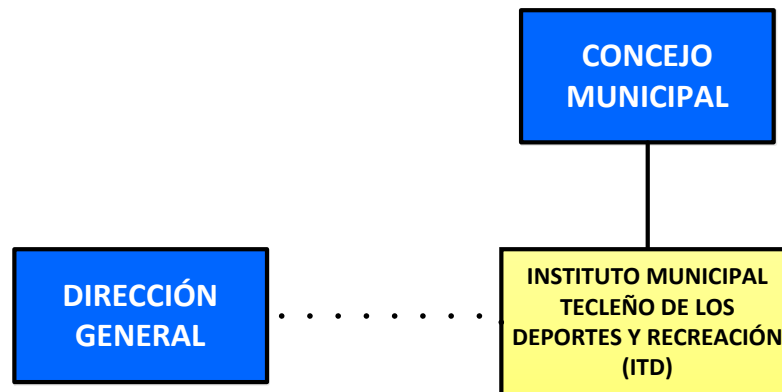 CONCEJO
MUNICIPAL
DIRECCIÓN
GENERAL
INSTITUTO MUNICIPAL
TECLEÑO DE LOS
DEPORTES Y RECREACIÓN
(ITD)